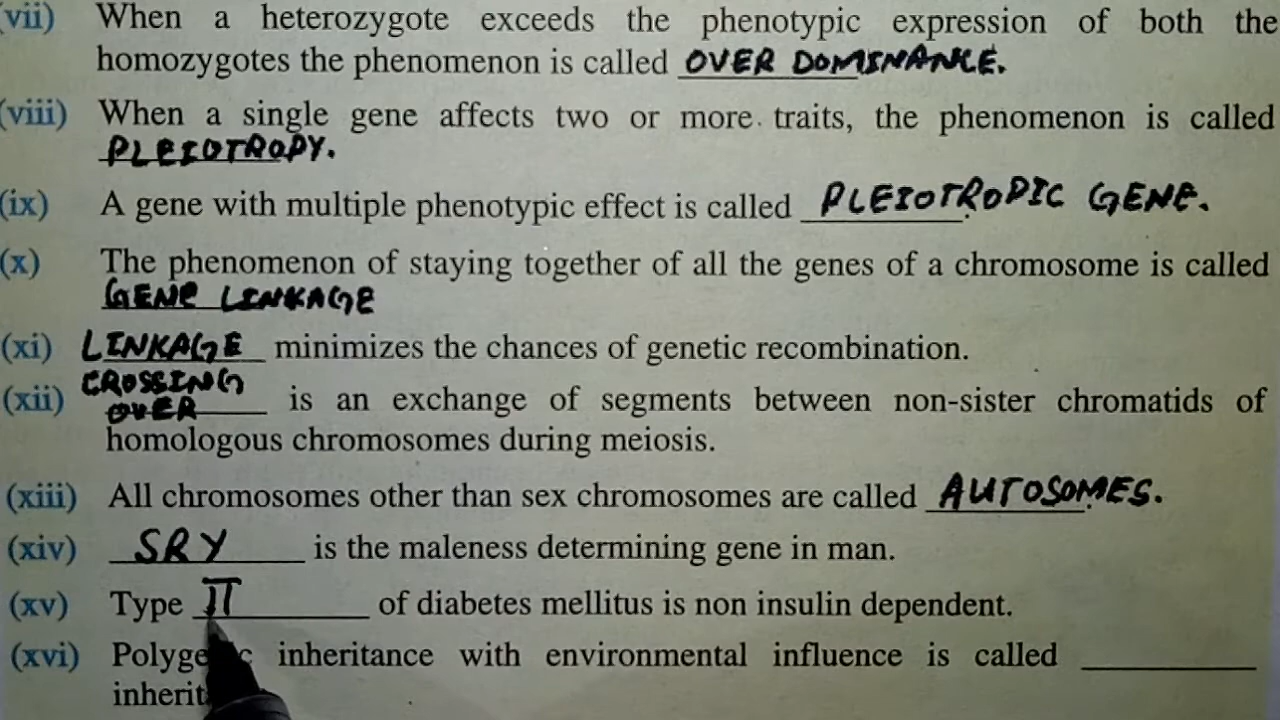 (vii) When a heterozygote exceeds the phenotypic expression of both the
homozygotes the phenomenon is called OVER DOMINANCE.
(viii) When a single gene affects two or more traits, the phenomenon is called
PLEIOTROPY.
(ix) A gene with multiple phenotypic effect is called PLEIOTROPIC GENE.
(x) The phenomenon of staying together of all the genes of a chromosome is called
GENE LINKAGE
(xi) LINKAGE minimizes the chances of genetic recombination.
(xii) CROSSING
OVER is an exchange of segments between non-sister chromatids of
homologous chromosomes during meiosis.
(xiii) All chromosomes other than sex chromosomes are called AUTOSOMES.
(xiv) SRY is the maleness determining gene in man.
(xv) Type II of diabetes mellitus is non insulin dependent.
(xvi) inheritance with environmental influence is called ________